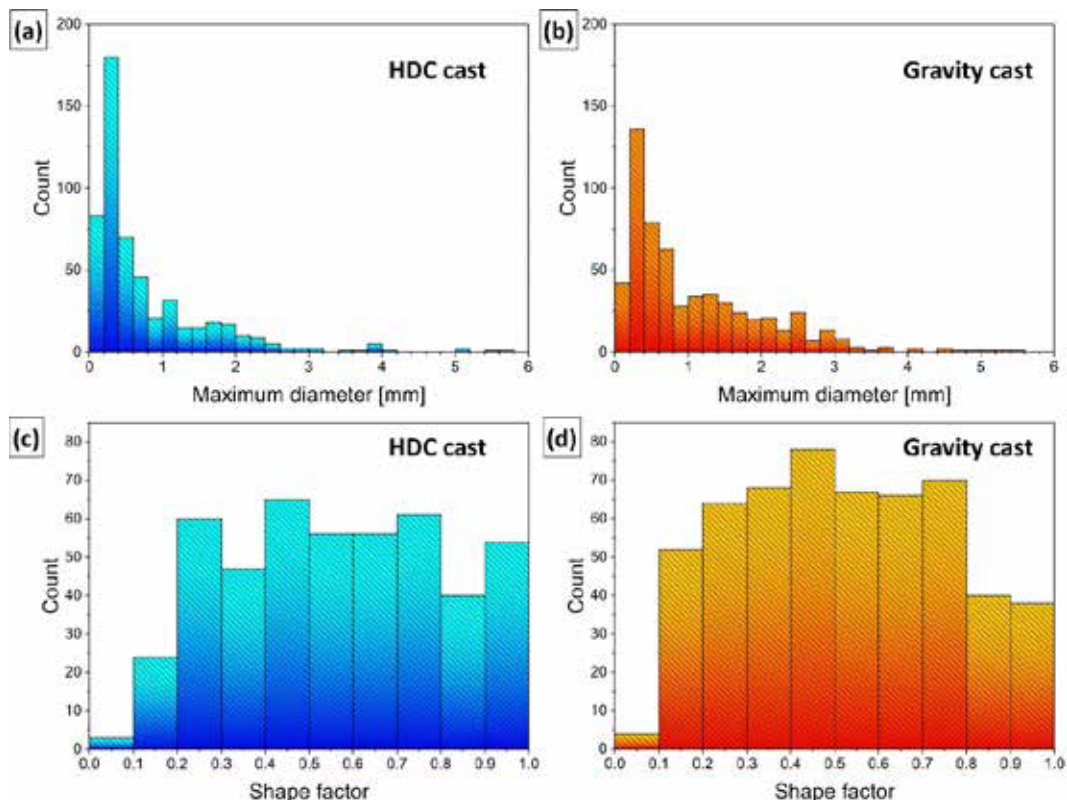 (a)
HDC cast
200
150
100
50
0
Count
0 1 2 3 4 5 6
Maximum diameter [mm]
(b)
Gravity cast
200
150
100
50
0
Count
0 1 2 3 4 5 6
Maximum diameter [mm]
(c)
HDC cast
80
70
60
50
40
30
20
10
0
Count
0.0 0.1 0.2 0.3 0.4 0.5 0.6 0.7 0.8 0.9 1.0
Shape factor
(d)
Gravity cast
80
70
60
50
40
30
20
10
0
Count
0.0 0.1 0.2 0.3 0.4 0.5 0.6 0.7 0.8 0.9 1.0
Shape factor